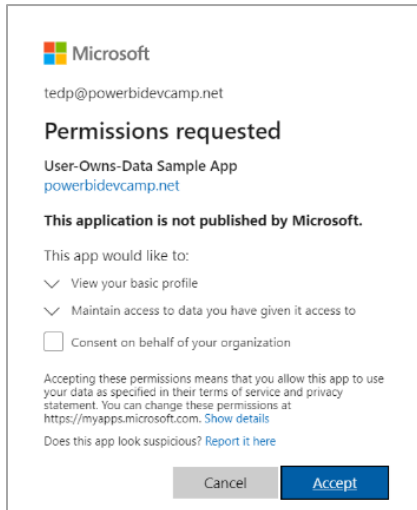 Microsoft
tedp@powerbidevcamp.net
Permissions requested
User-Owns-Data Sample App
powerbidevcamp.net
This application is not published by Microsoft.
This app would like to:
View your basic profile
Maintain access to data you have given it access to
Consent on behalf of your organization
Accepting these permissions means that you allow this app to use
your data as specified in their terms of service and privacy
statement. You can change these permissions at
https://myapps.microsoft.com. Show details
Does this app look suspicious? Report it here
Cancel Accept